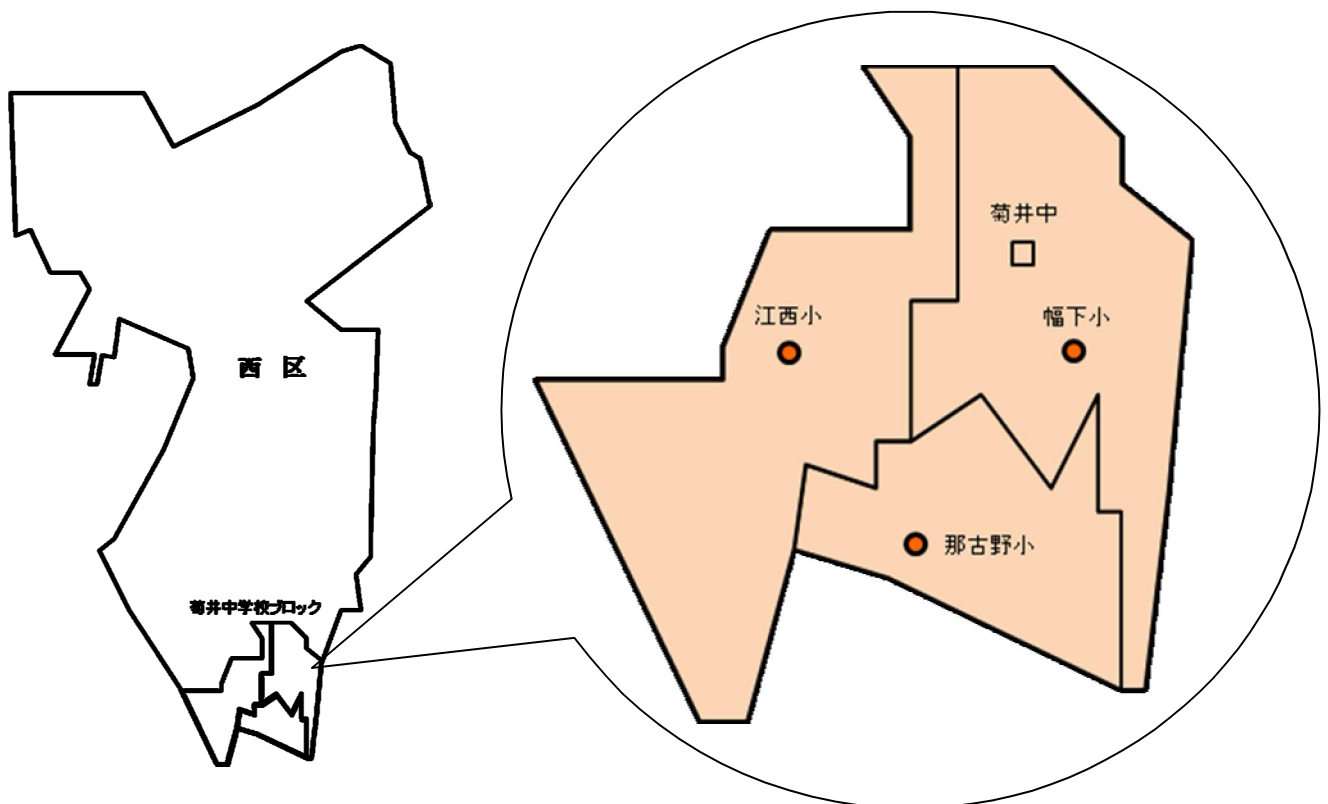 西 区
菊井中学校ブロック
菊井中
江西小
幅下小
那古野小